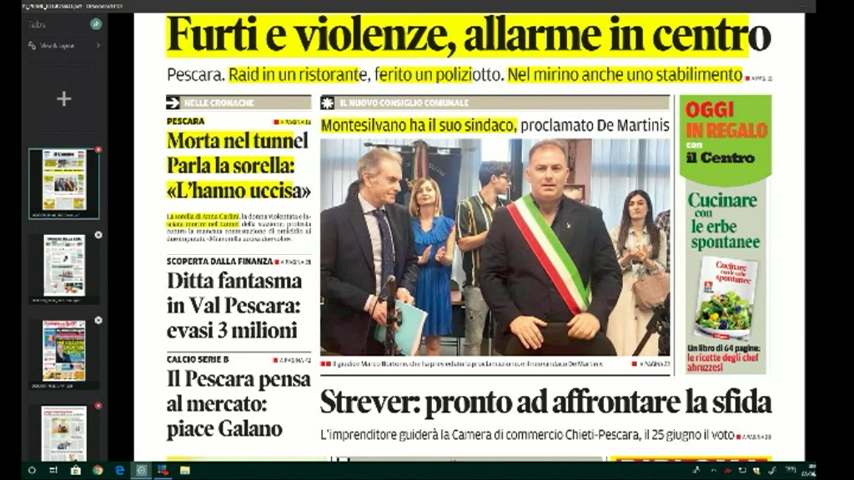 Furti e violenze, allarme in centro
Pescara. Raid in un ristorante, ferito un poliziotto. Nel mirino anche uno stabilimento
NELLE CRONACHE
PESCARA
Morta nel tunnel
Parla la sorella:
«L'hanno uccisa»
SCOPERTA DALLA FINANZA
Ditta fantasma
in Val Pescara:
evasi 3 milioni
CALCIO SERIE B
Il Pescara pensa
al mercato:
piace Galano
IL NUOVO CONSIGLIO COMUNALE
Montesilvano ha il suo sindaco, proclamato De Martinis
Strever: pronto ad affrontare la sfida
L'imprenditore guiderà la Camera di commercio Chieti-Pescara, il 25 giugno il voto
OGGI
IN REGALO
con
il Centro
Cucinare
con
le erbe
spontanee
Un libro di 64 pagine:
le ricette degli chef
abruzzesi